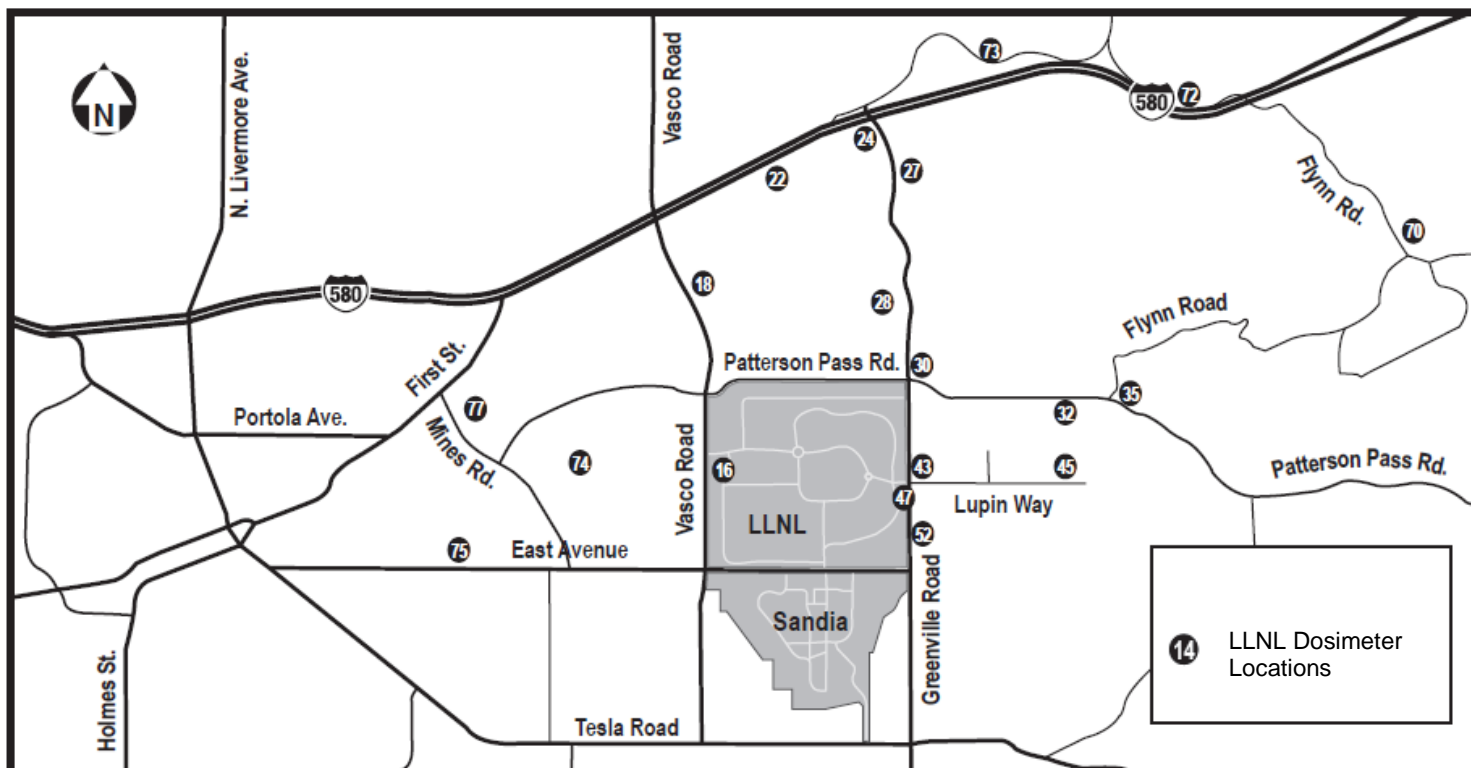 N
N. Livermore Ave.
Vasco Road
73
580
72
24
22
27
Flynn Rd.
70
18
28
580
Flynn Road
First St.
Patterson Pass Rd.
30
35
77
32
Portola Ave.
Mines Rd.
74
Vasco Road
16
43
45
Patterson Pass Rd.
47
Lupin Way
LLNL
52
75
East Avenue
Sandia
Greenville Road
14
LLNL Dosimeter
Locations
Holmes St.
Tesla Road